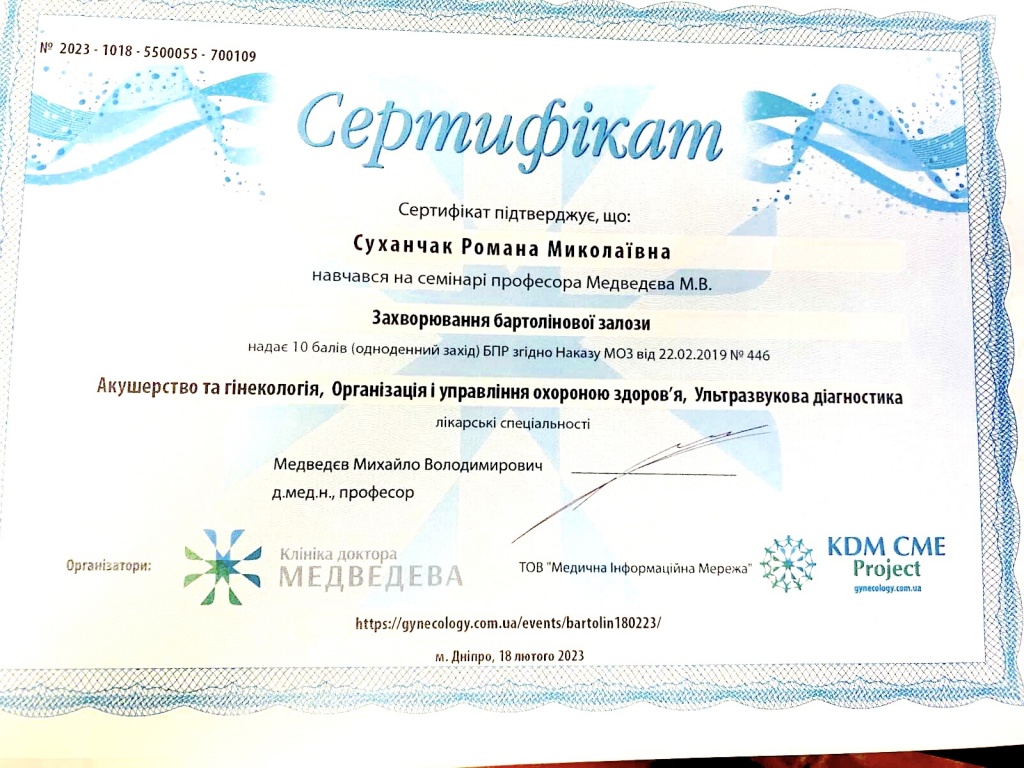 № 2023 - 1018 - 5500055 - 700109
Сертифікат
Сертифікат підтверджує, що:
Суханчак Романа Миколаївна
навчався на семінарі професора Медведєва М.В.
Захворювання бартолінової залози
надає 10 балів (одноденний захід) БПР згідно Наказу МОЗ від 22.02.2019 № 446
Акушерство та гінекологія, Організація і управління охороною здоров’я, Ультразвукова діагностика
лікарські спеціальності
Медведєв Михайло Володимирович
д.мед.н., професор
Організатори:
Клініка доктора
МЕДВЕДЕВА
ТОВ "Медична Інформаційна Мережа"
KDM CME
Project
gynecology.com.ua
https://gynecology.com.ua/events/bartolin180223/
м. Дніпро, 18 лютого 2023